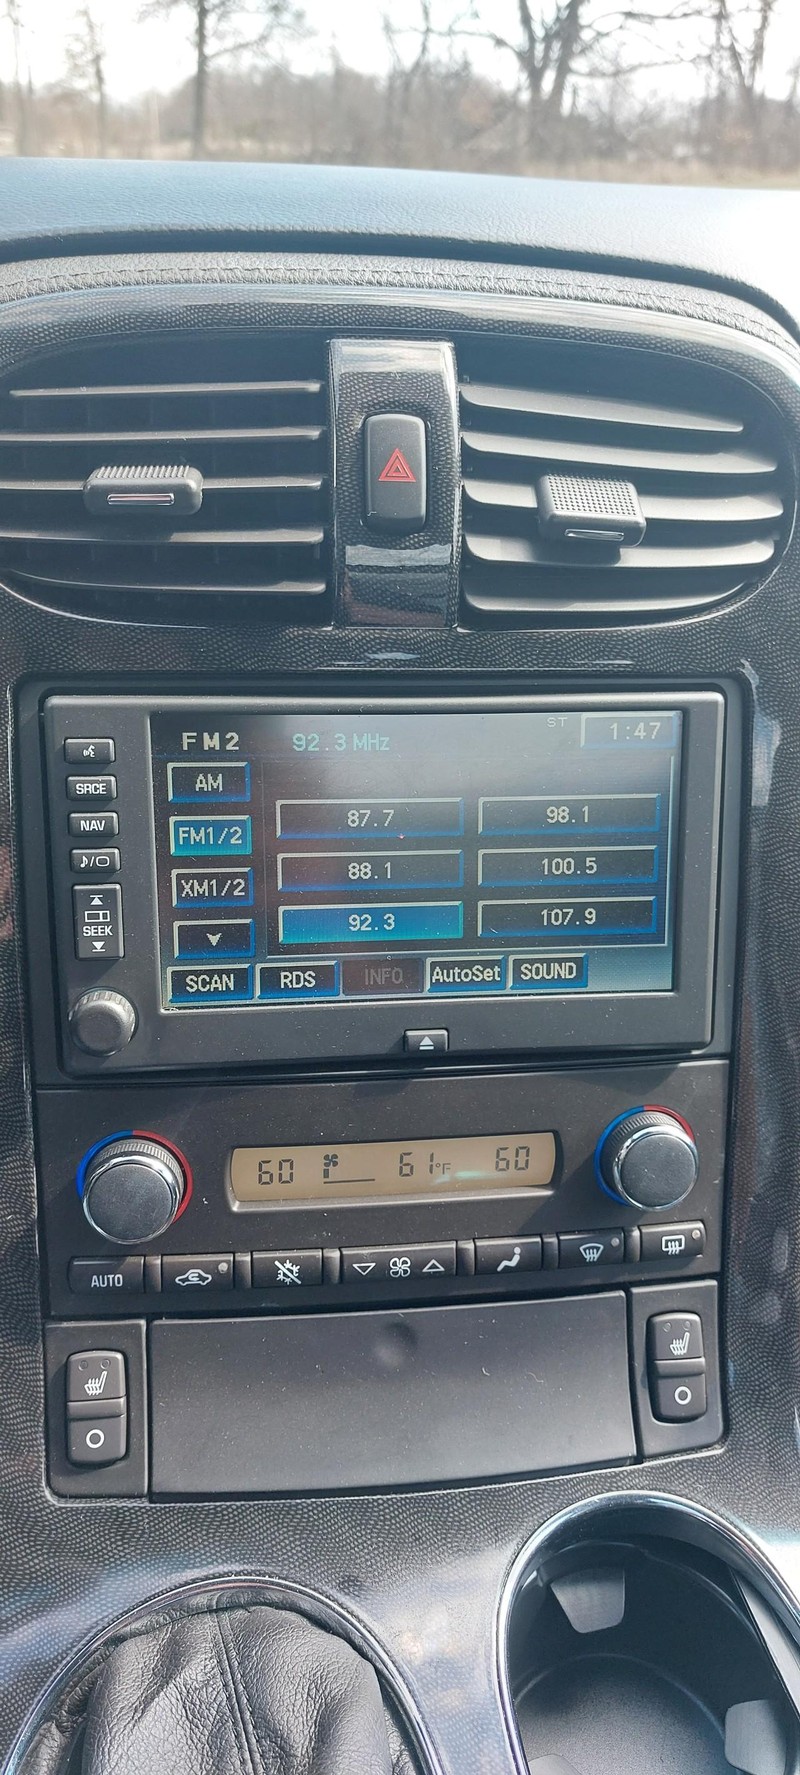 FM2 92.3 MHz ST 1:47
SRCE
NAV
SEEK
AM
FM1/2
XM1/2
87.7 98.1
88.1 100.5
92.3 107.9
SCAN RDS INFO AutoSet SOUND
60 61°F 60
AUTO